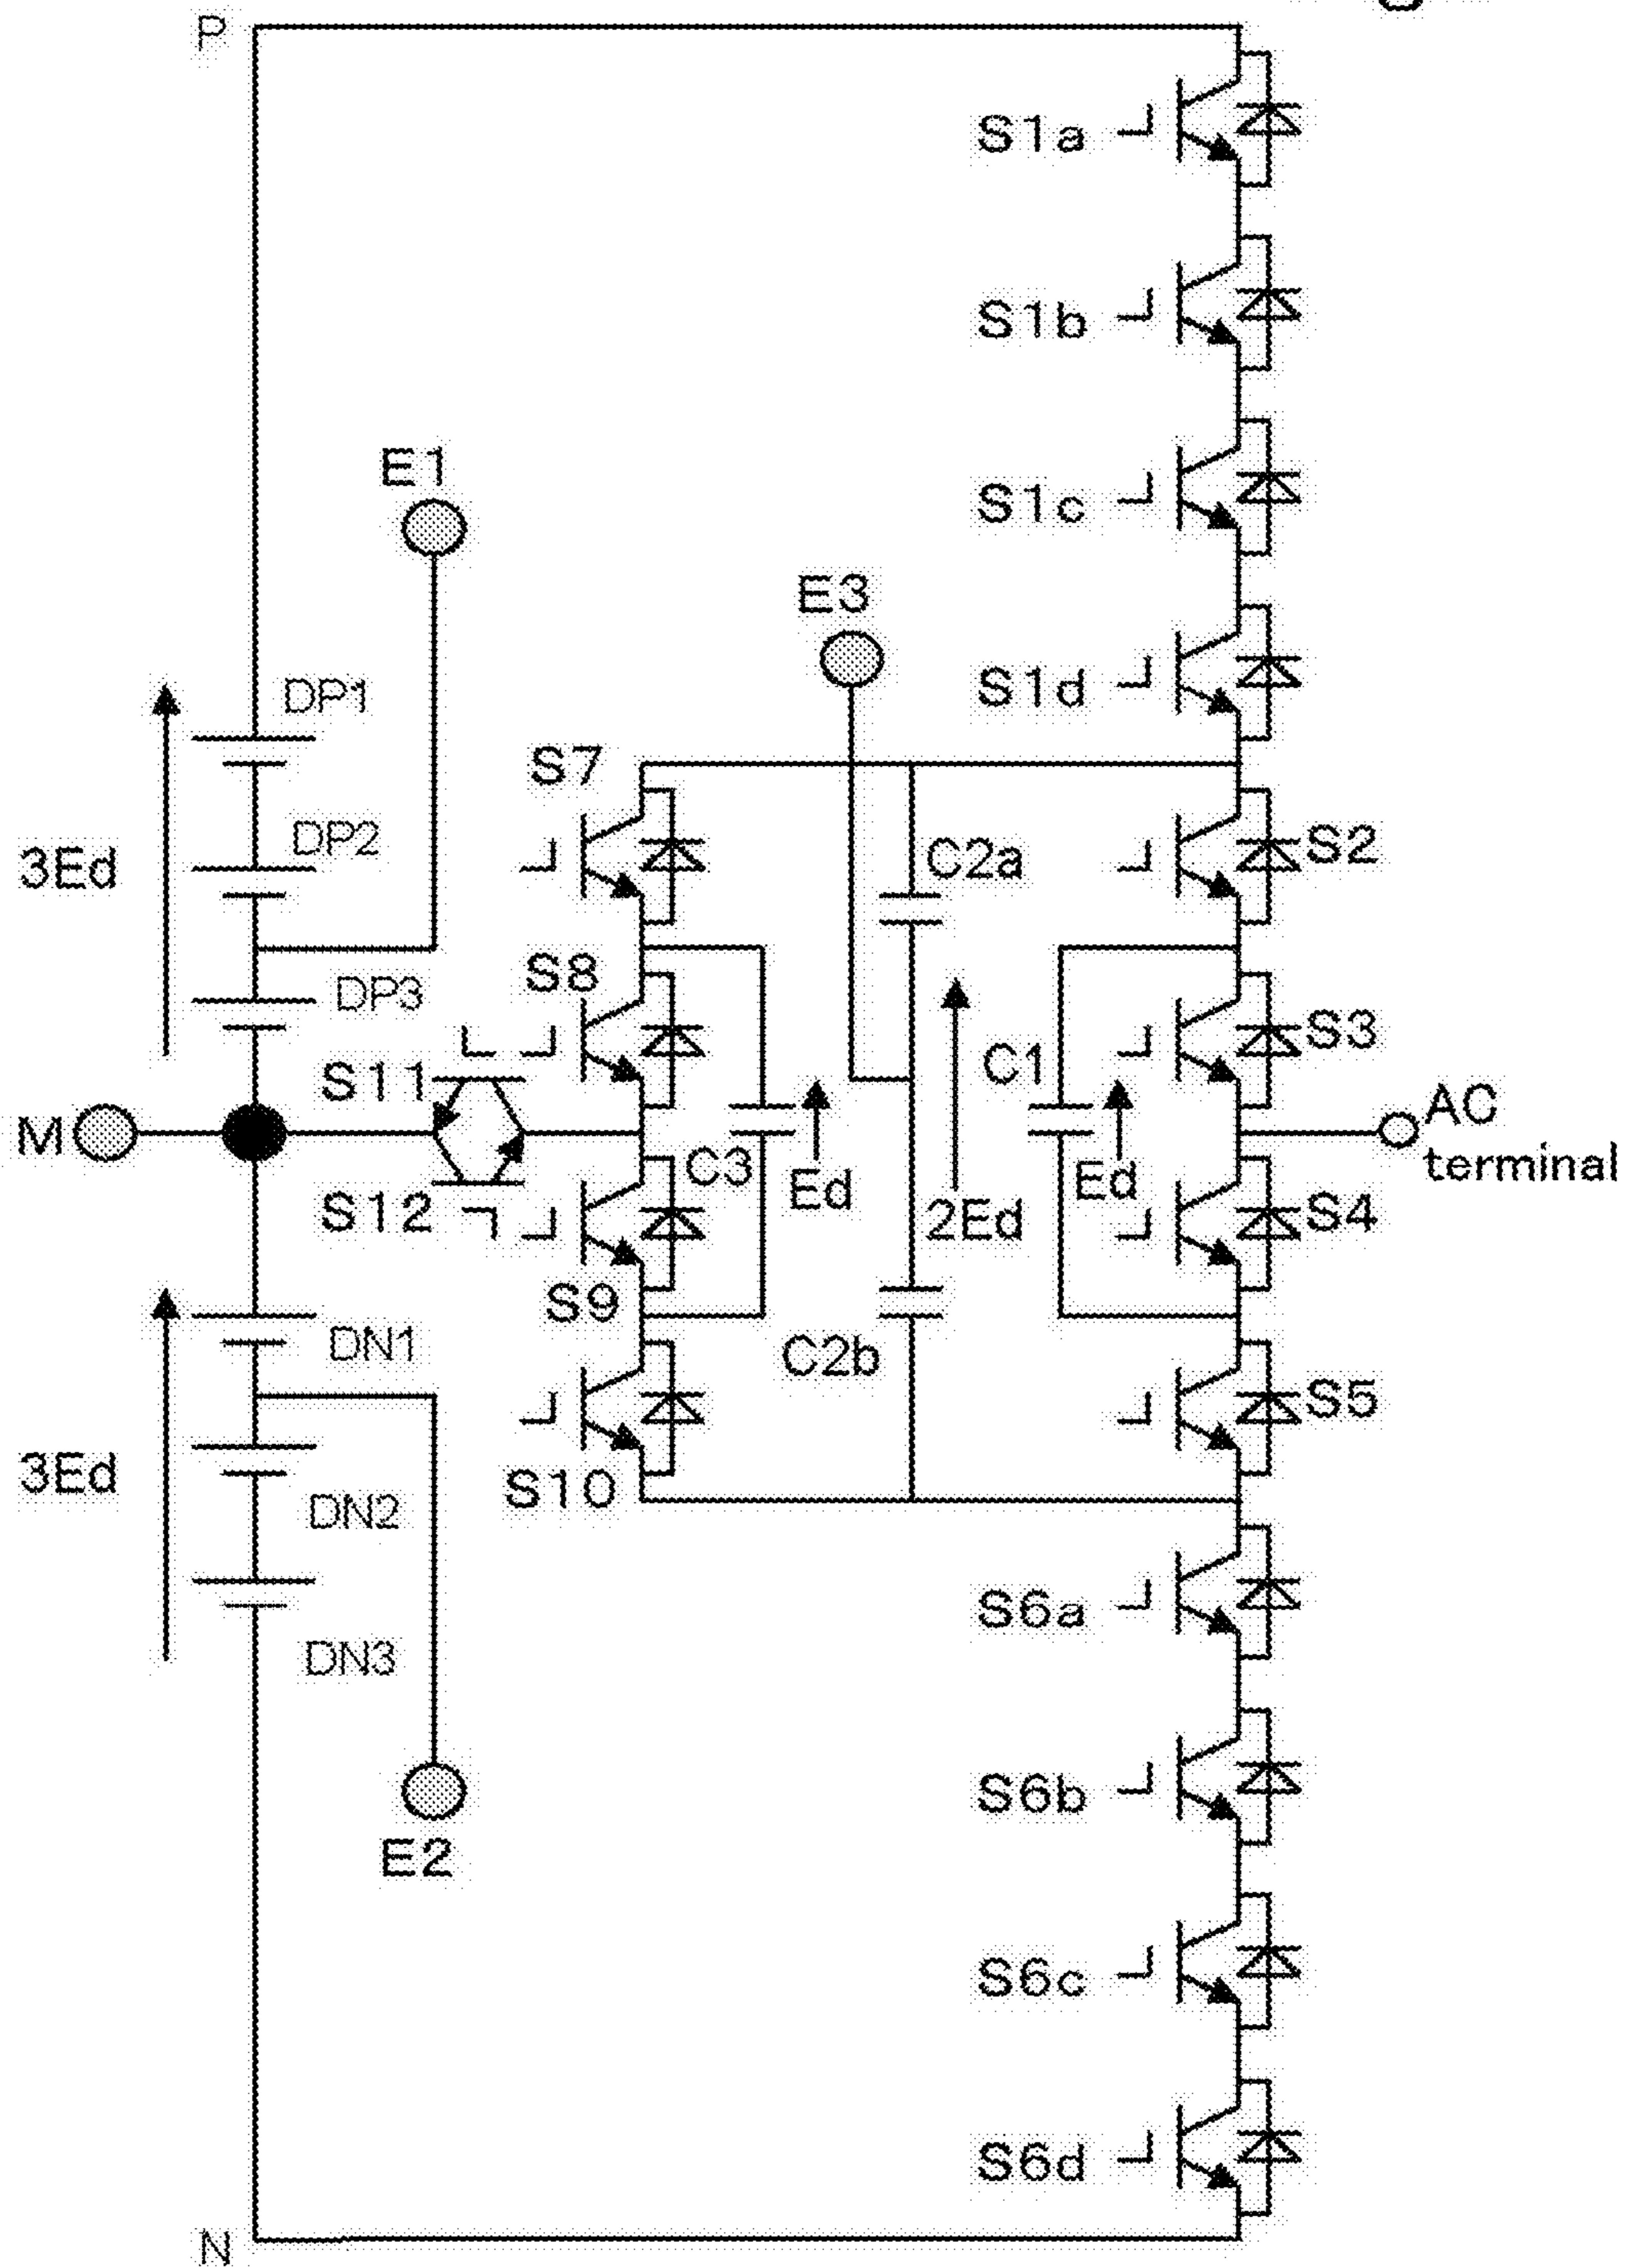 P
S1a
S1b
E1
S1c
E3
S1d
DP1
S7
DP2
3Ed
C2a
S2
S8
DP3
S3
C1
S11
M
AC
terminal
C3
Ed
Ed
S12
2Ed
S4
S9
DN1
C2b
S5
3Ed
S10
DN2
S6a
DN3
S6b
E2
S6c
S6d
N